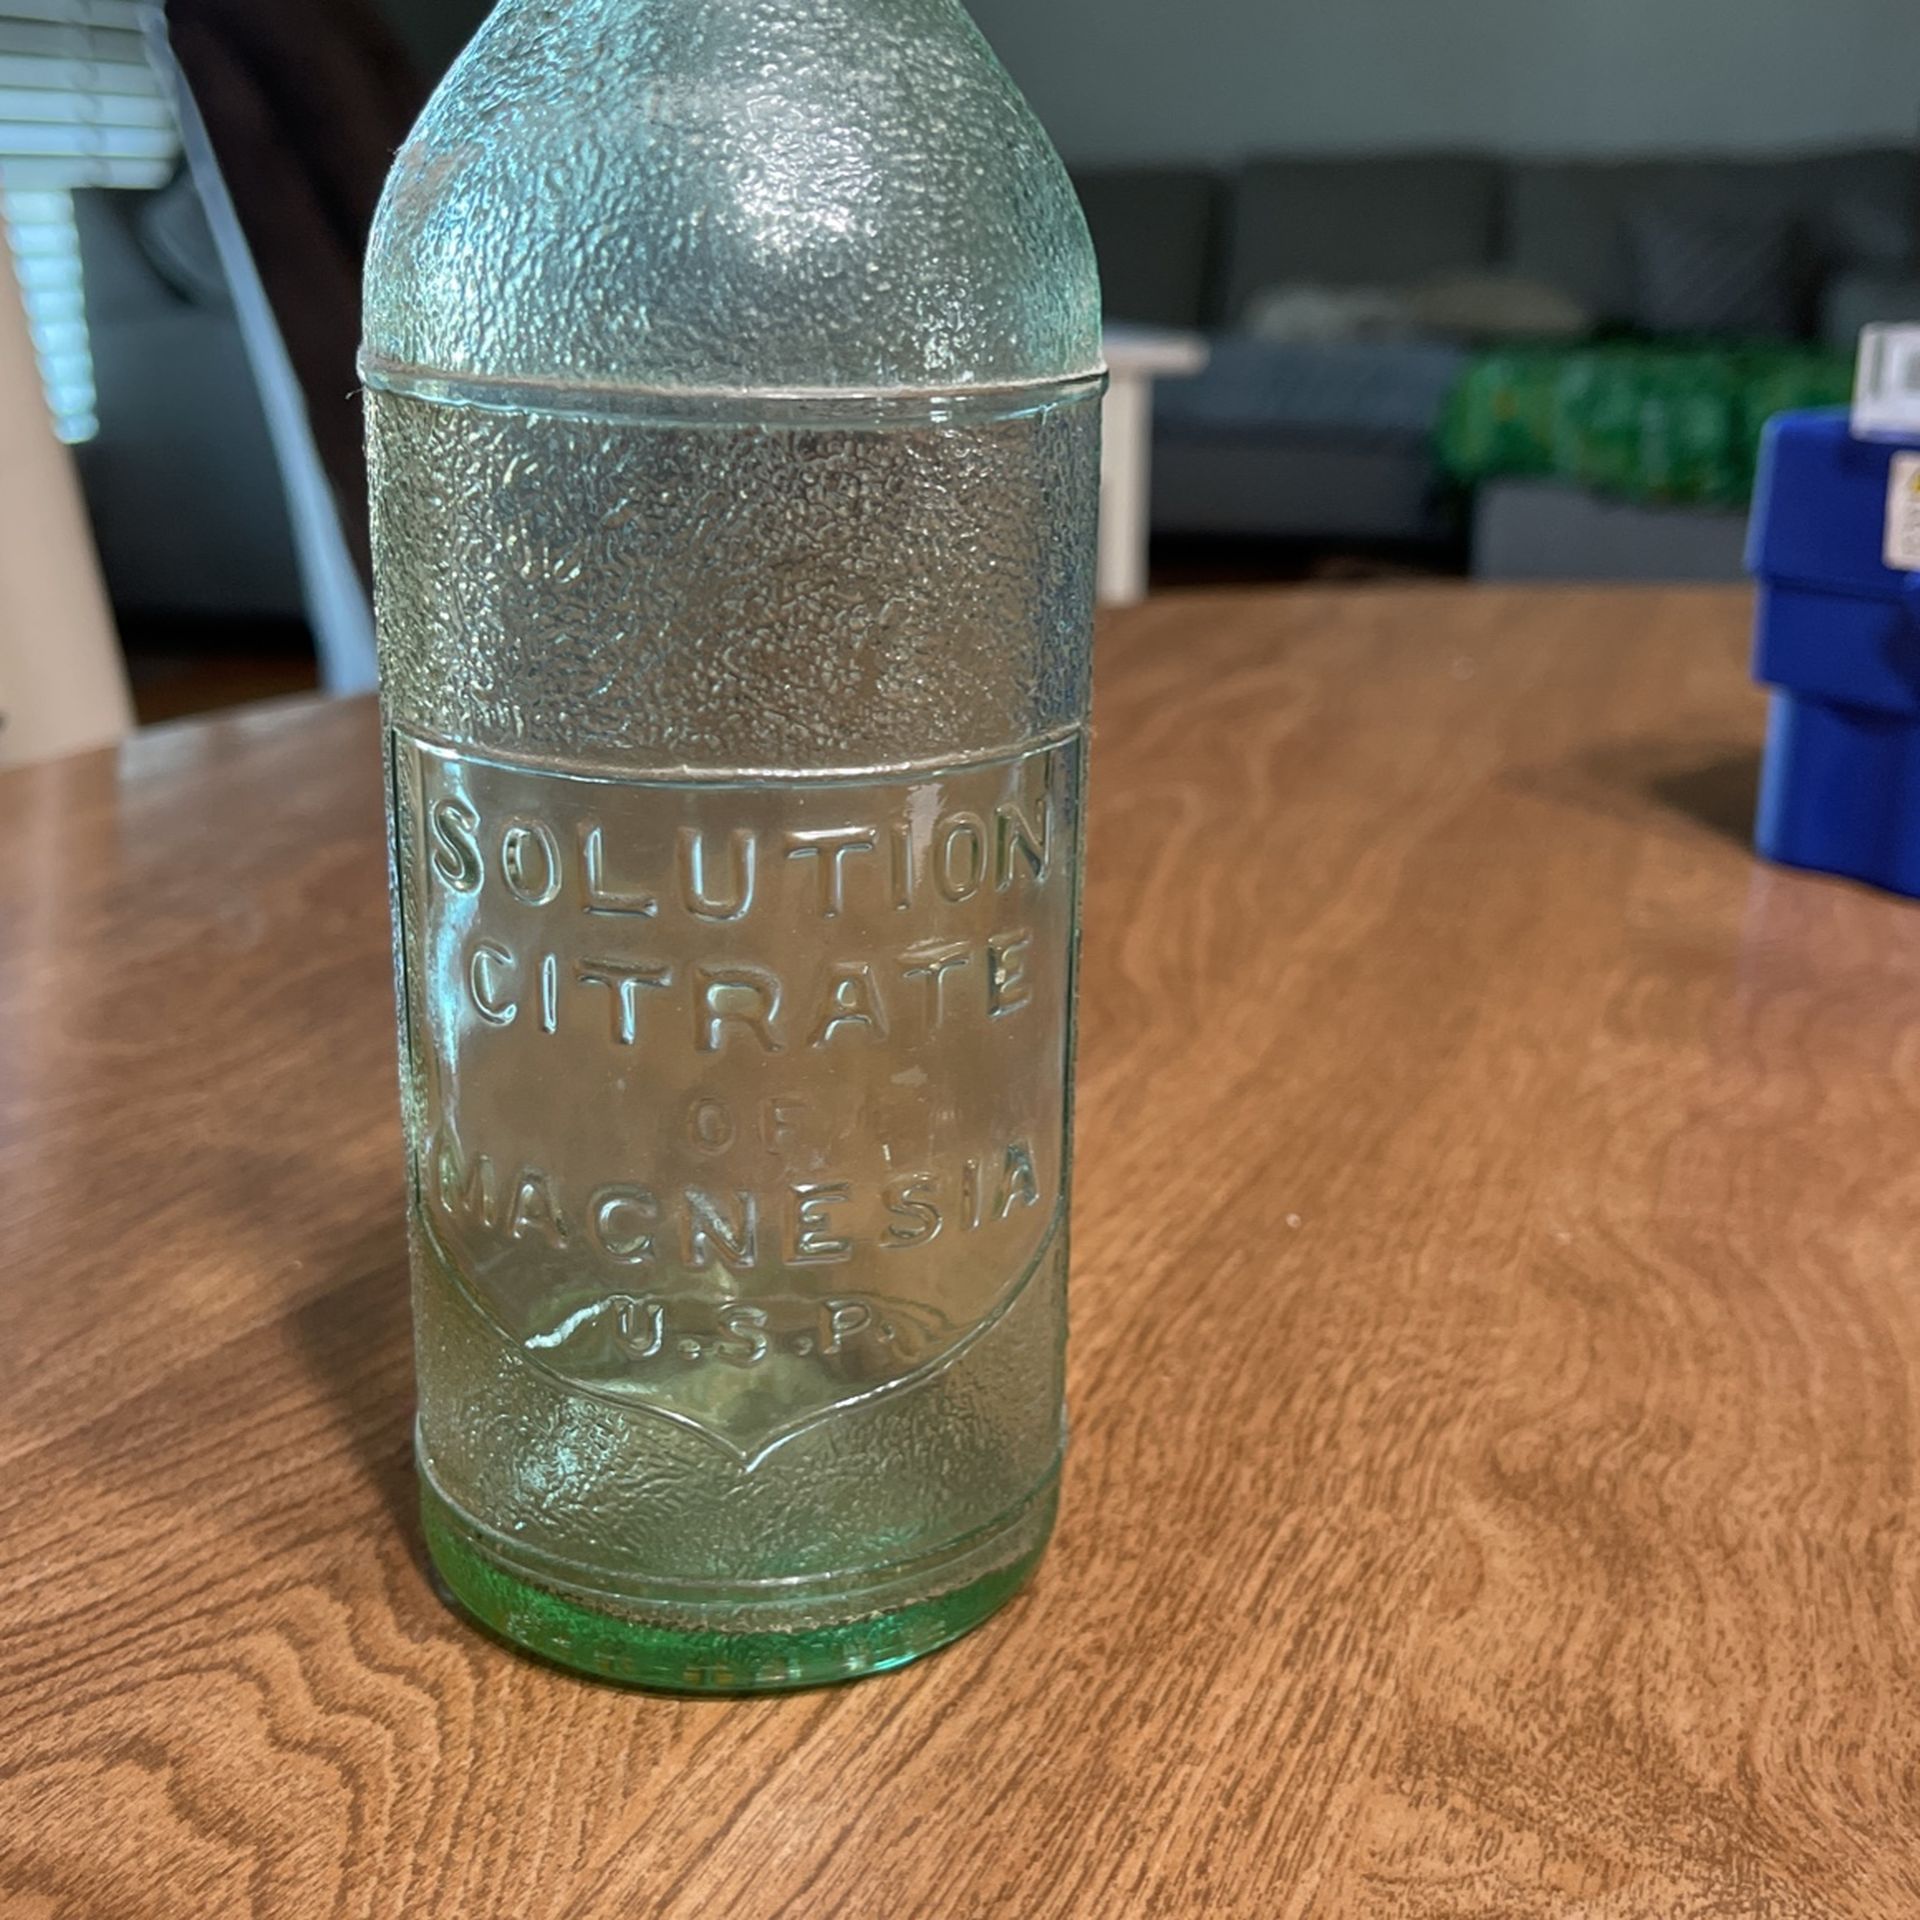 SOLUTION
CITRATE
OF
MAGNESIA
U.S.P.